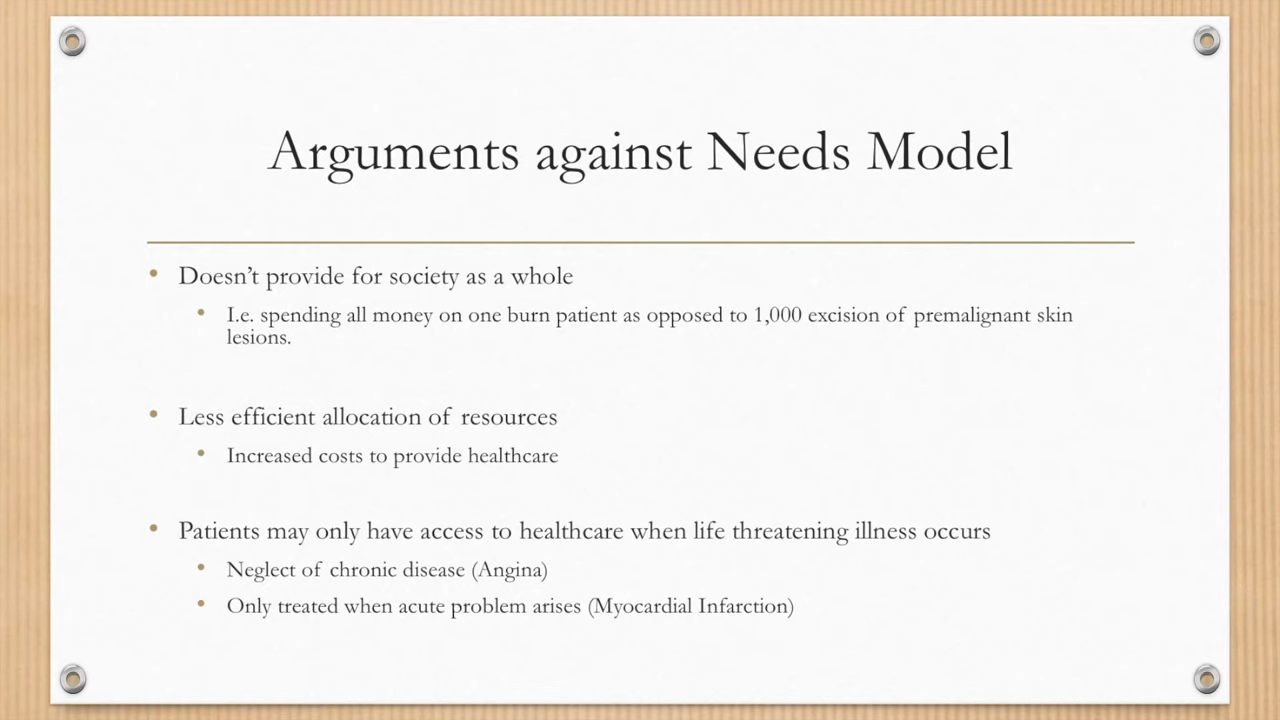 Arguments against Needs Model
• Doesn’t provide for society as a whole
• I.e. spending all money on one burn patient as opposed to 1,000 excision of premalignant skin
lesions.
• Less efficient allocation of resources
• Increased costs to provide healthcare
• Patients may only have access to healthcare when life threatening illness occurs
• Neglect of chronic disease (Angina)
• Only treated when acute problem arises (Myocardial Infarction)